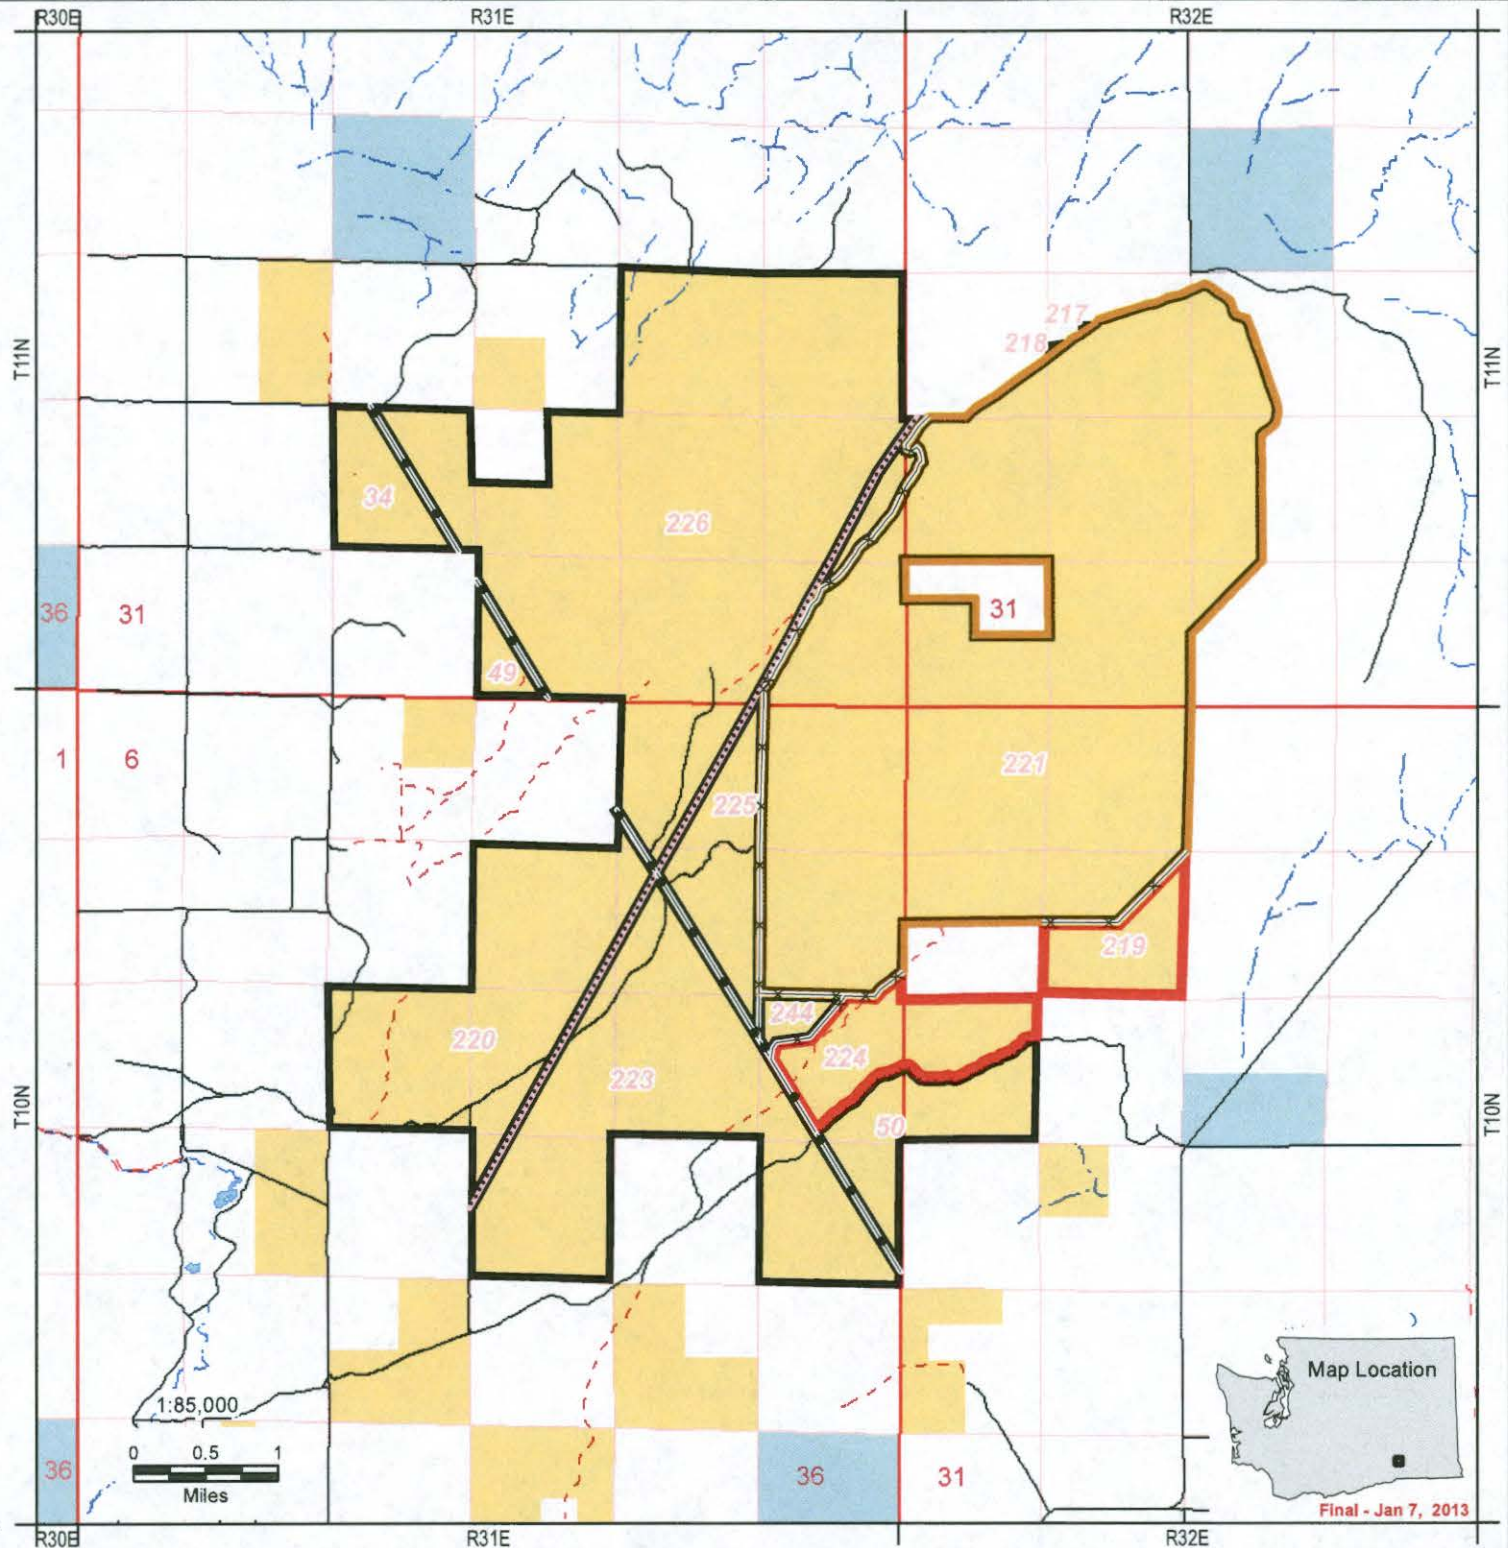 R30E R31E R32E
217
218
T11N
T11N
34
226
36 31
31
49
1 6
221
225
219
244
224
220
223
50
T10N
T10N
Map Location
1:85,000
0 0.5 1
Miles
36
36
31
Final - Jan 7, 2013
R30E R31E R32E